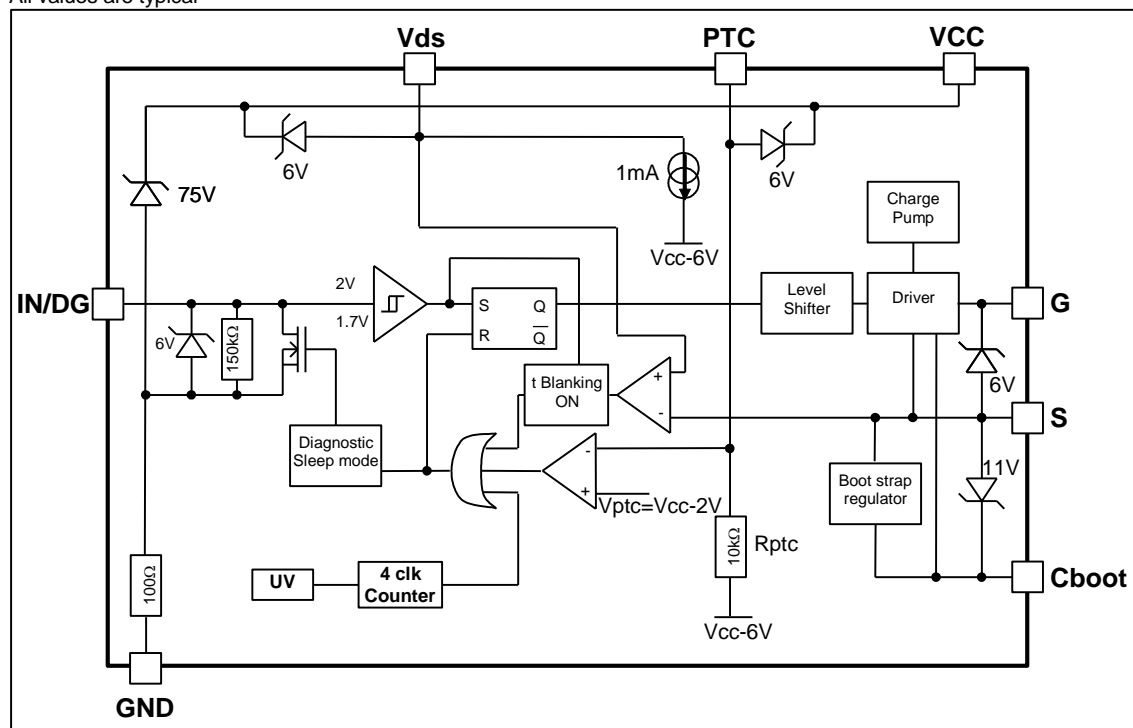 All values are typical
Vds
PTC
VCC
6V
75V
1mA
6V
Vcc-6V
Charge
Pump
IN/DG
2V
1.7V
S
Q
R
Q
Level
Shifter
Driver
G
6V
150kΩ
t Blanking
ON
+
-
6V
S
Diagnostic
Sleep mode
-
+
Vptc=Vcc-2V
Boot strap
regulator
11V
10kΩ
Rptc
100Ω
UV
4 clk
Counter
Cboot
Vcc-6V
GND